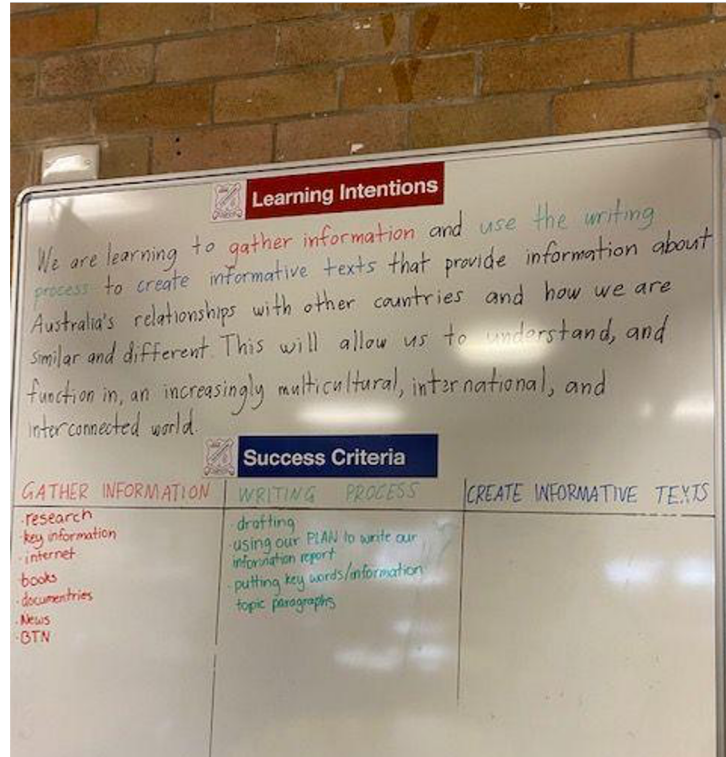 Learning Intentions
We are learning to gather information and use the writing
process to create informative texts that provide information about
Australia's relationships with other countries and how we are
similar and different. This will allow us to understand, and
function in, an increasingly multicultural, international, and
interconnected world.
Success Criteria
GATHER INFORMATION
· research
· key information
· internet
· books
· documentries
· News
· BTN
WRITING PROCESS
drafting
· using our PLAN to write our
information report
· putting key words/information
topic paragraphs
CREATE INFORMATIVE TEXTS